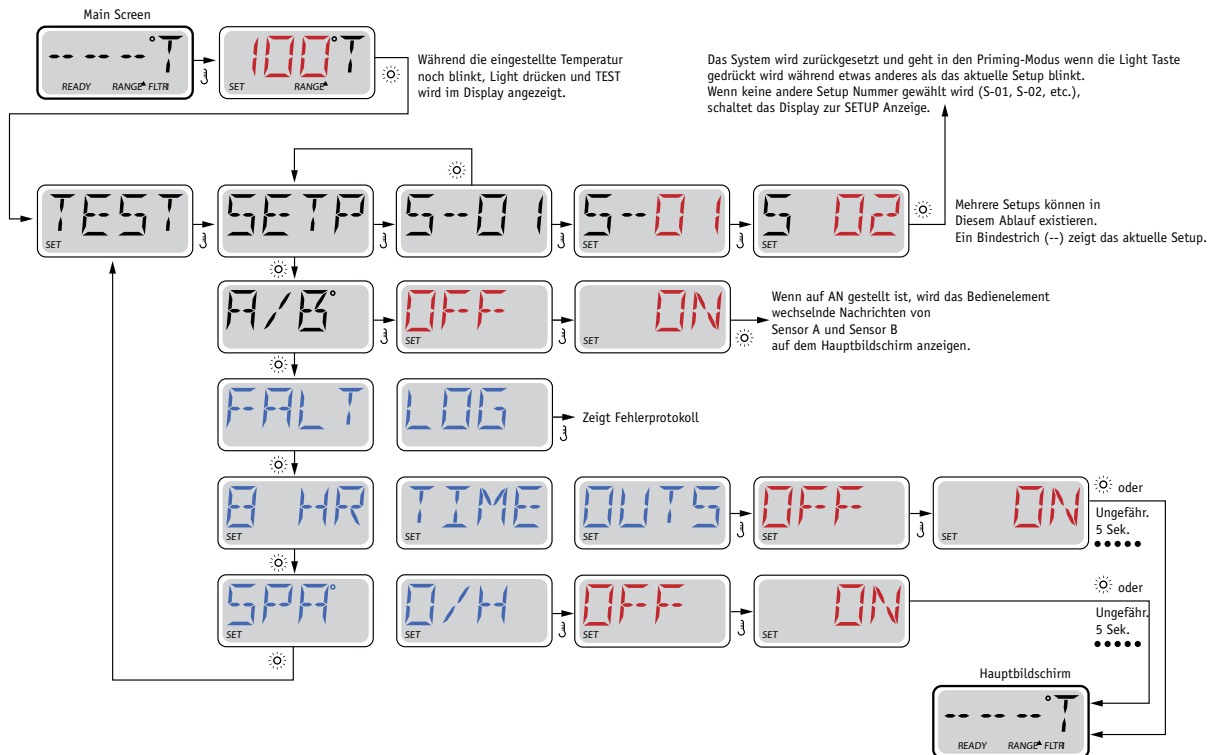 Main Screen
-- -- --°T
READY RANGE FLTR
100°T
SET RANGE
Während die eingestellte Temperatur
noch blinkt, Light drücken und TEST
wird im Display angezeigt.
Das System wird zurückgesetzt und geht in den Priming-Modus wenn die Light Taste
gedrückt wird während etwas anderes als das aktuelle Setup blinkt.
Wenn keine andere Setup Nummer gewählt wird (S-01, S-02, etc.),
schaltet das Display zur SETUP Anzeige.
TEST
SET
SETP
S--01
S--01
SET
S 02
SET
Mehrere Setups können in
Diesem Ablauf existieren.
Ein Bindestrich (--) zeigt das aktuelle Setup.
A/B°
OFF
SET
ON
SET
Wenn auf AN gestellt ist, wird das Bedienelement
wechselnde Nachrichten von
Sensor A und Sensor B
auf dem Hauptbildschirm anzeigen.
FALT
LOG
Zeigt Fehlerprotokoll
8 HR
SET
TIME
OUTS
OFF
ON
SET
oder
Ungefähr.
5 Sek.
SPA°
SET
O/H
SET
OFF
SET
ON
SET
oder
Ungefähr.
5 Sek.
Hauptbildschirm
-- -- --°T
READY RANGE FLTR